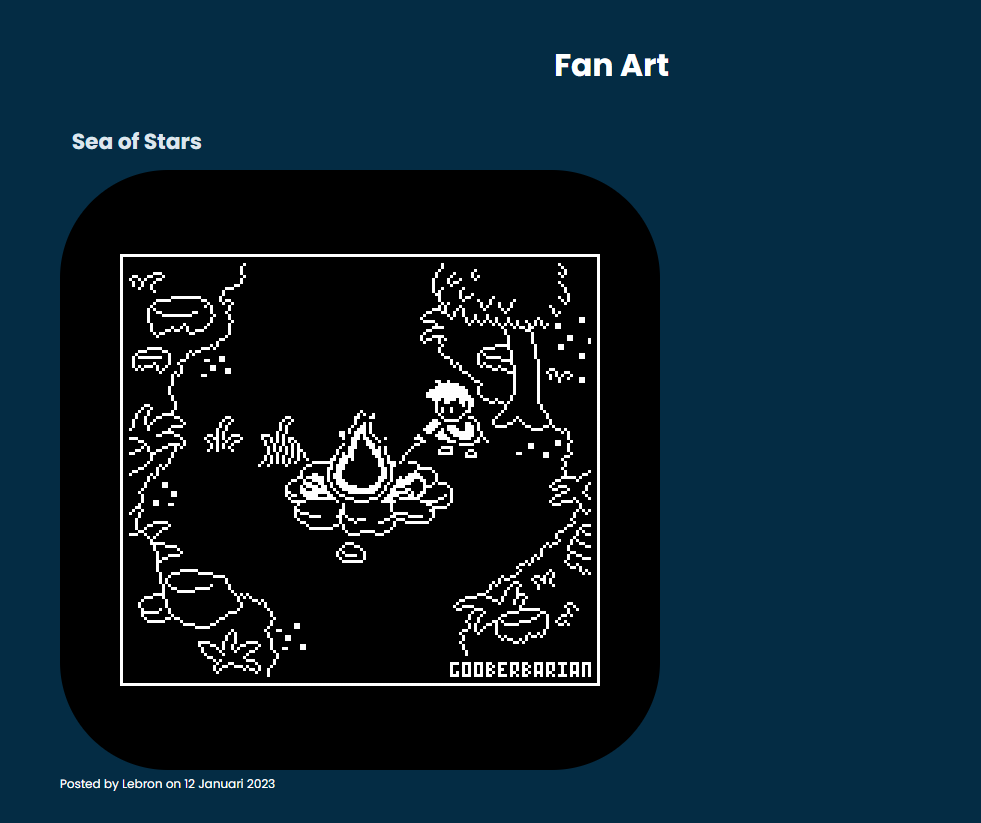 Fan Art
Sea of Stars
GOOBERBARIAN
Posted by Lebron on 12 Januari 2023